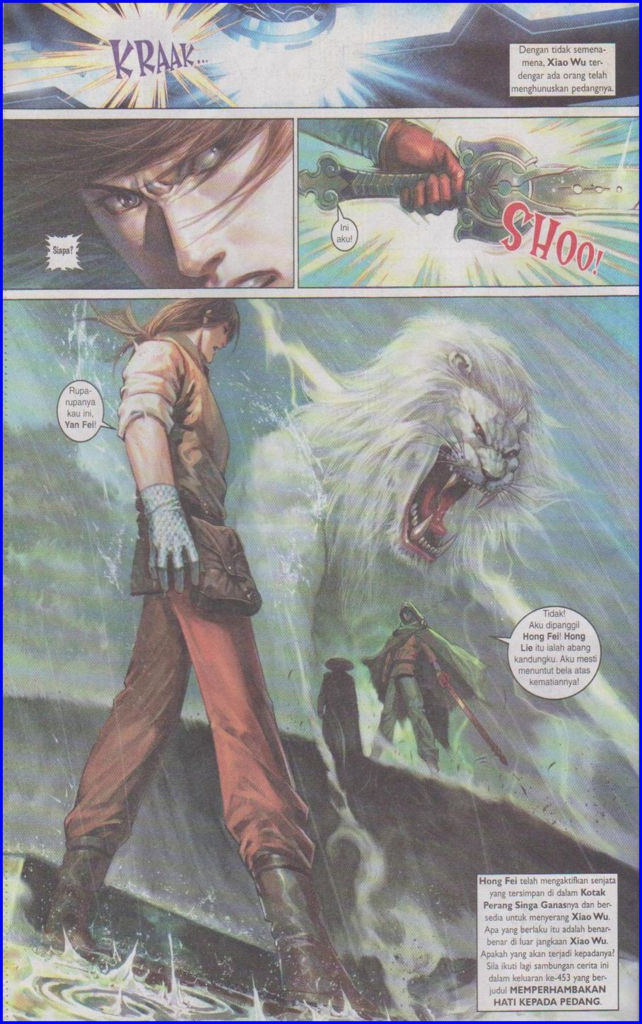 KRAAK...
Dengan tidak semena-
mena, Xiao Wu ter-
dengar ada orang telah
menghunuskan pedangnya.
Siapa?
Ini
aku!
SHOO!
Rupa-
rupanya
kau ini,
Yan Fei!
Tidak!
Aku dipanggil
Hong Fei! Hong
Lie itu ialah abang
kandungku. Aku mesti
menuntut bela atas
kematiannya!
Hong Fei telah mengaktifkan senjata
yang tersimpan di dalam Kotak
Perang Singa Ganasnya dan ber-
sedia untuk menyerang Xiao Wu.
Apa yang berlaku itu adalah benar-
benar di luar jangkaan Xiao Wu.
Apakah yang akan terjadi kepadanya?
Sila ikuti lagi sambungan cerita ini
dalam keluaran ke-453 yang ber-
judul MEMPERHAMBAKAN
HATI KEPADA PEDANG.